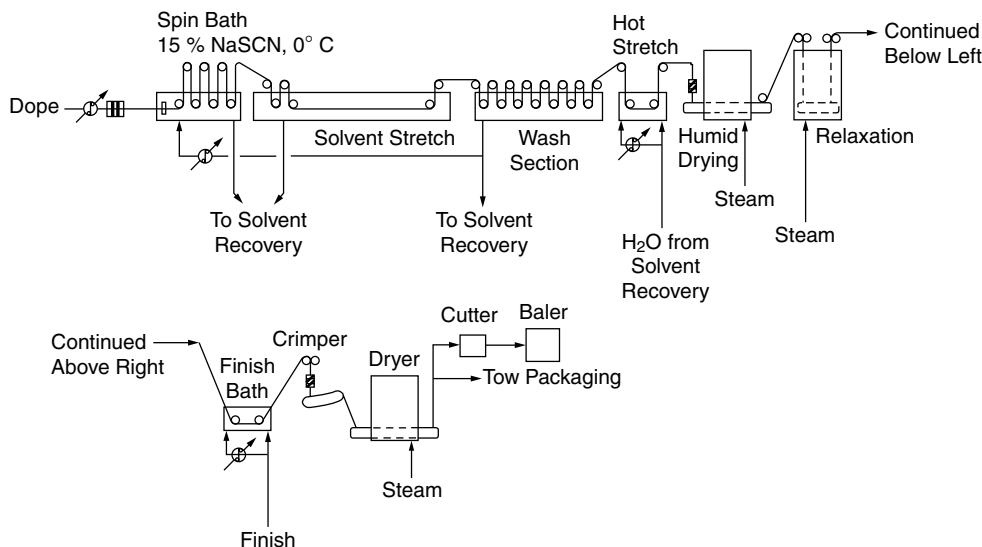 Spin Bath
15 % NaSCN, 0° C
Dope
Solvent Stretch
Wash
Section
Hot
Stretch
Humid
Drying
Relaxation
Continued
Below Left
To Solvent
Recovery
To Solvent
Recovery
H₂O from
Solvent
Recovery
Steam
Steam
Continued
Above Right
Finish
Bath
Crimper
Dryer
Cutter
Baler
Tow Packaging
Steam
Finish